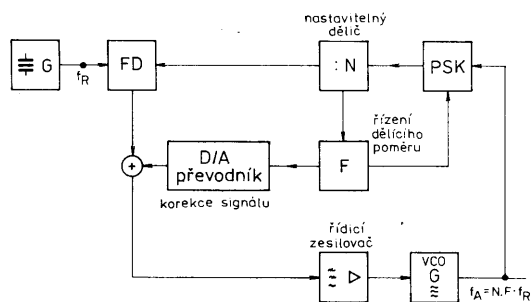 nastavitelný
dělič
G
f_R
FD
: N
PSK
řízení
dělícího
poměru
D/A
převodník
F
korekce signálu
+
řídicí
zesilovač
VCO
G
f_A = N.F · f_R